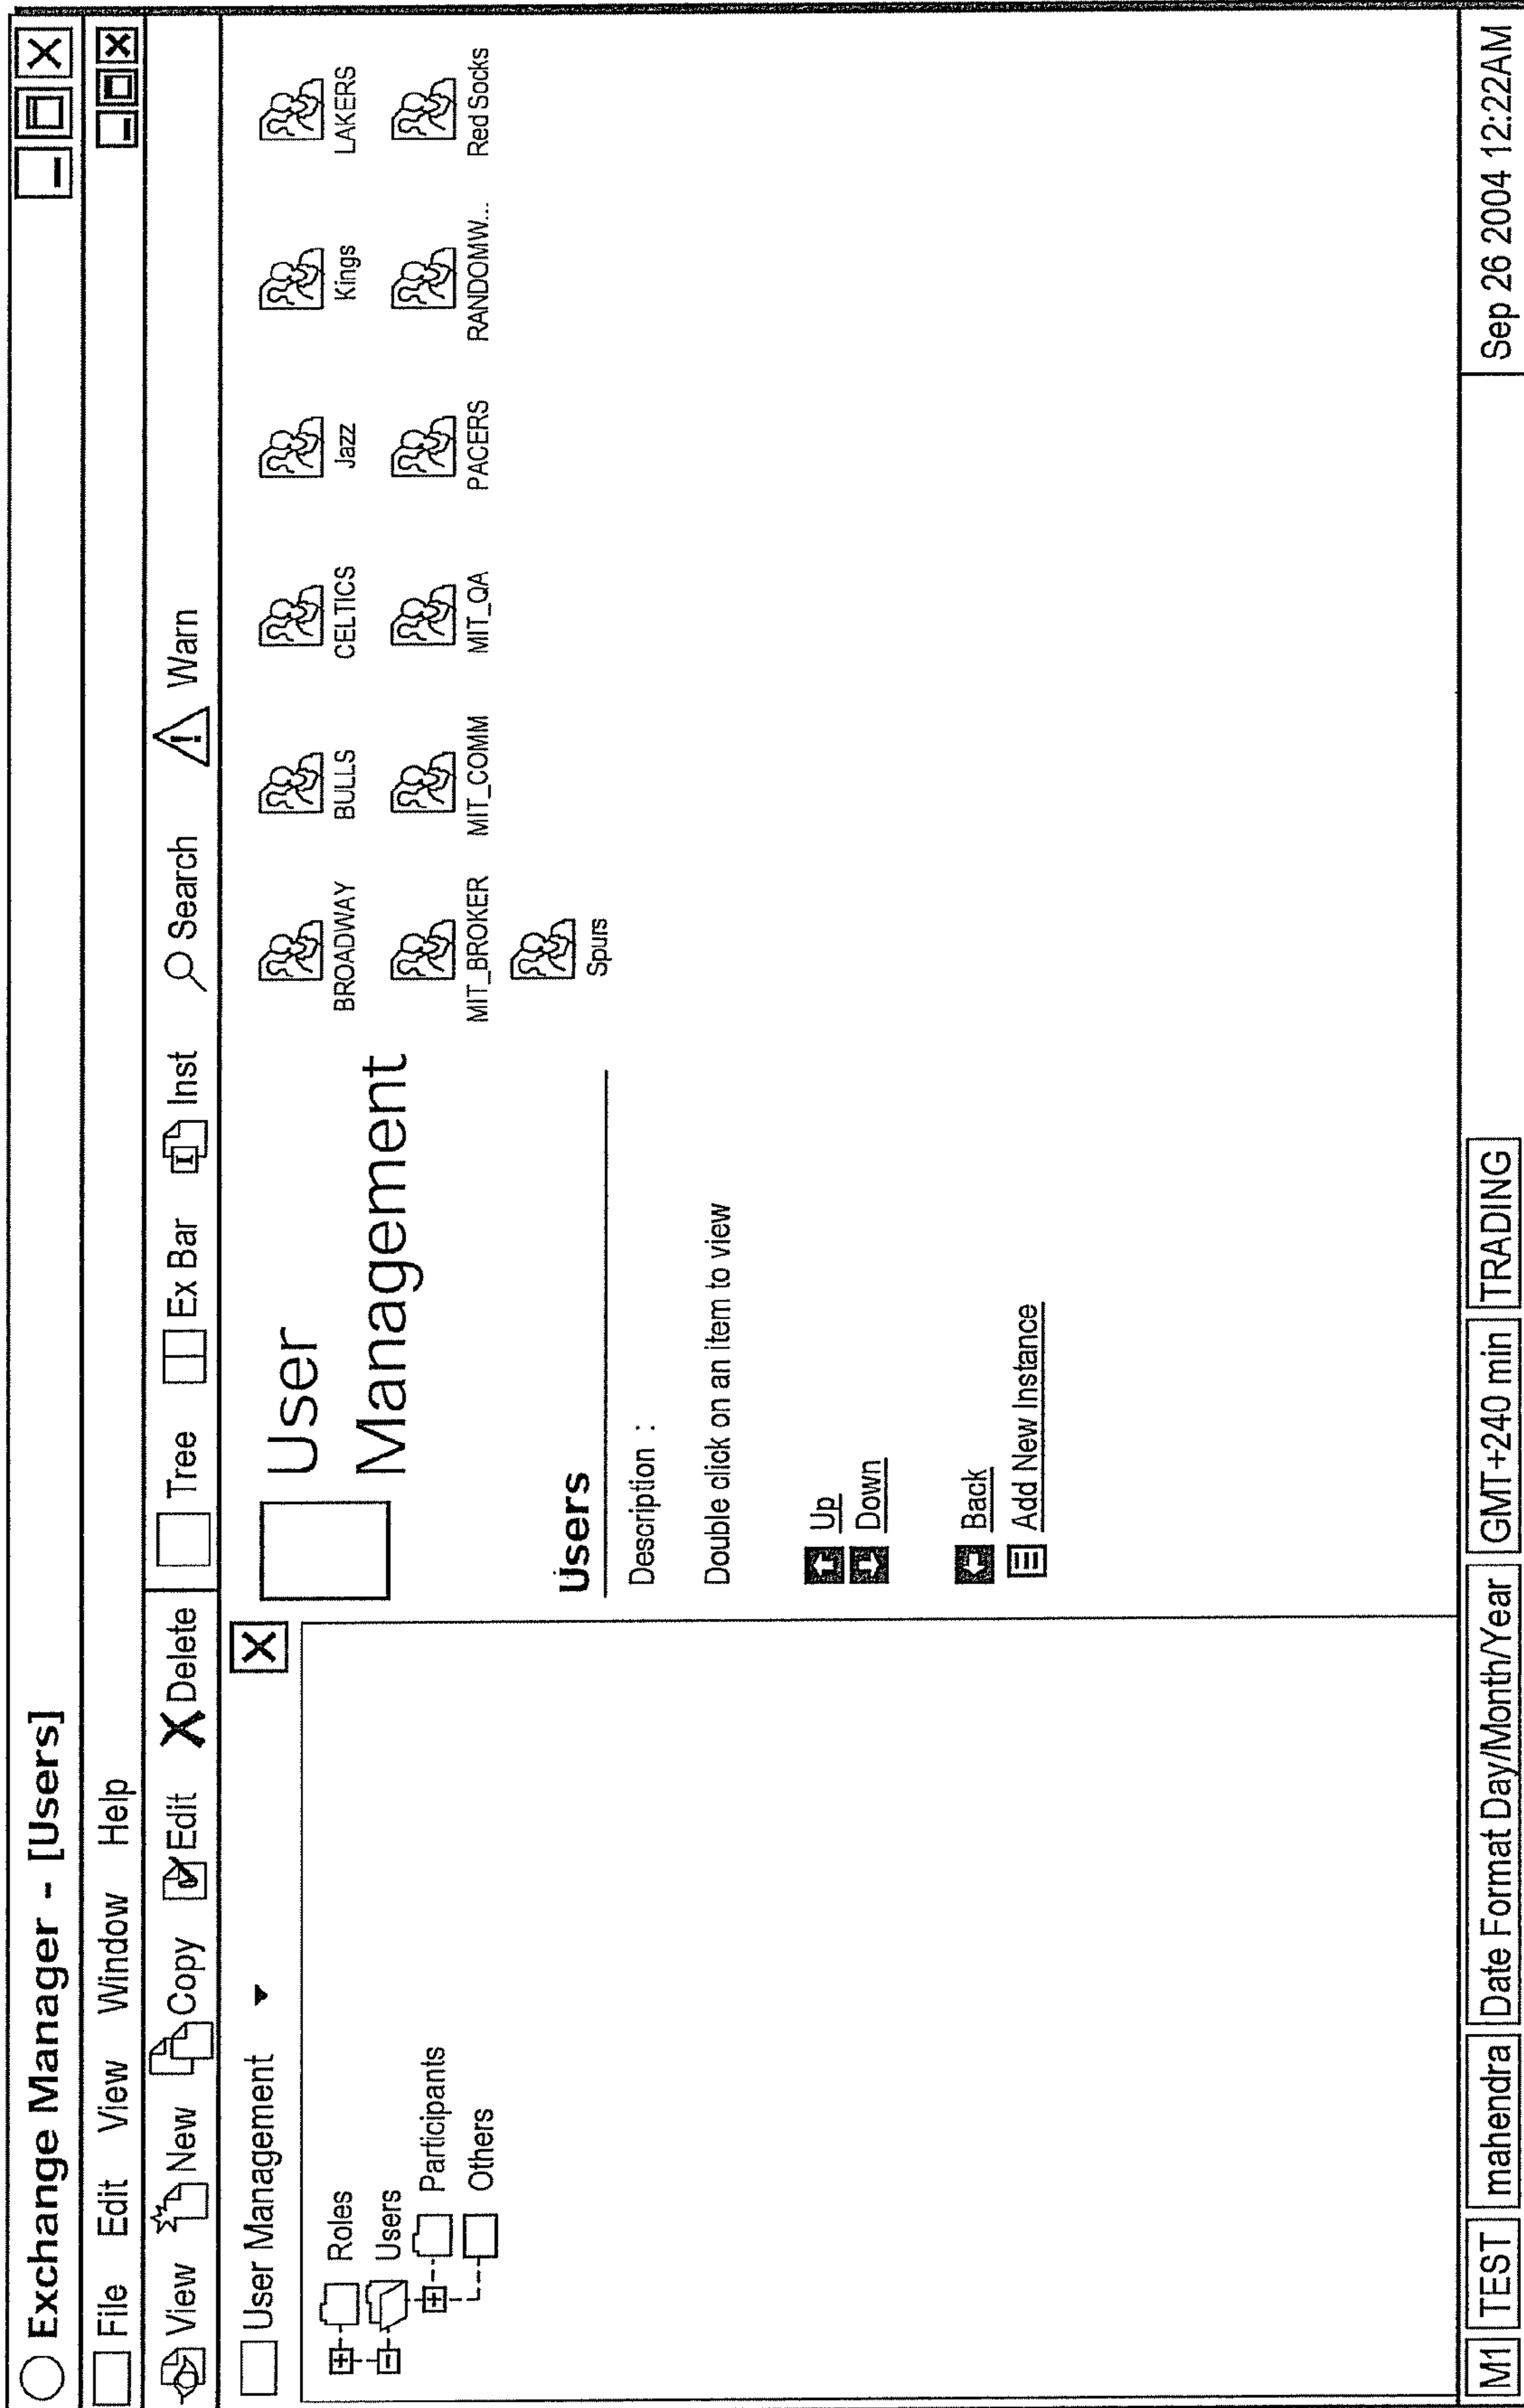 Exchange Manager - [Users]
File Edit View Window Help
View New Copy Edit Delete Tree Ex Bar Inst Search Warn
User Management
Roles
Users
Participants
Others
User
Management
Users
Description :
Double click on an item to view
Up
Down
Back
Add New Instance
BROADWAY BULLS CELTICS Jazz Kings LAKERS
MIT_BROKER MIT_COMM MIT_QA PACERS RANDOMW... Red Socks
Spurs
M1 TEST mahendra Date Format Day/Month/Year GMT+240 min TRADING Sep 26 2004 12:22AM